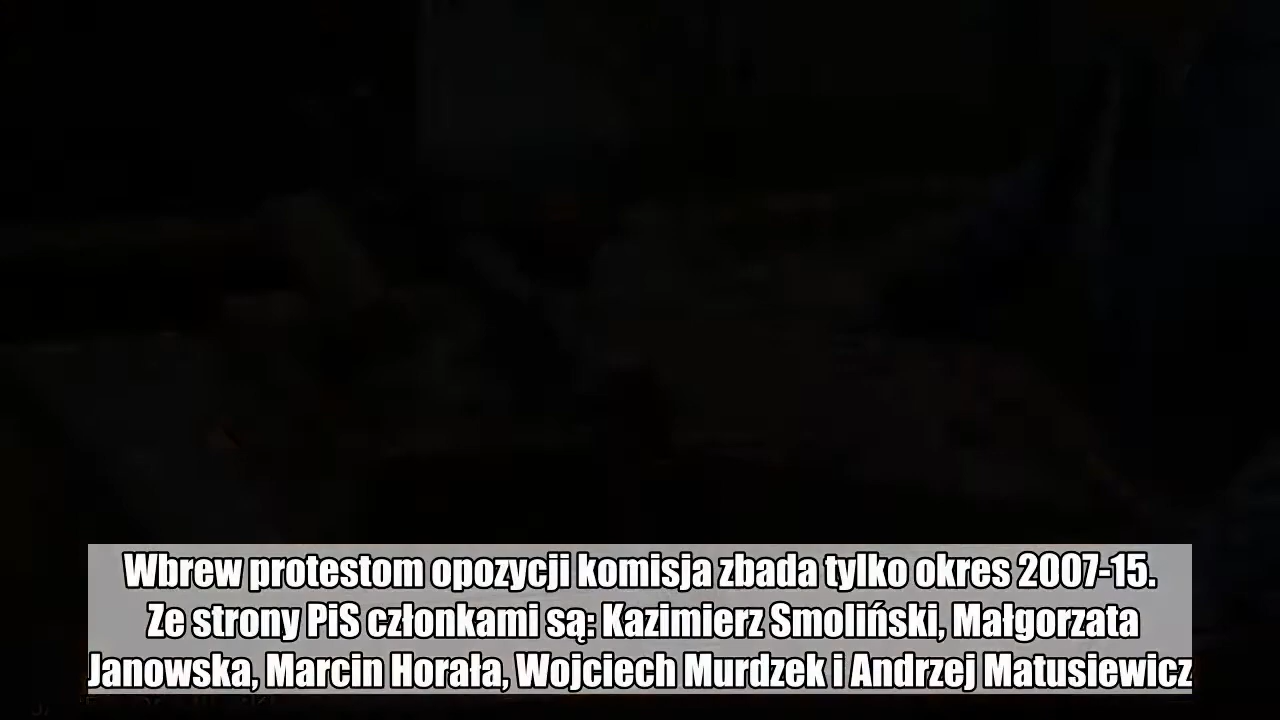 Wbrew protestom opozycji komisja zbada tylko okres 2007-15.
Ze strony PiS członkami są: Kazimierz Smoliński, Małgorzata
Janowska, Marcin Horała, Wojciech Murdzek i Andrzej Matusiewicz